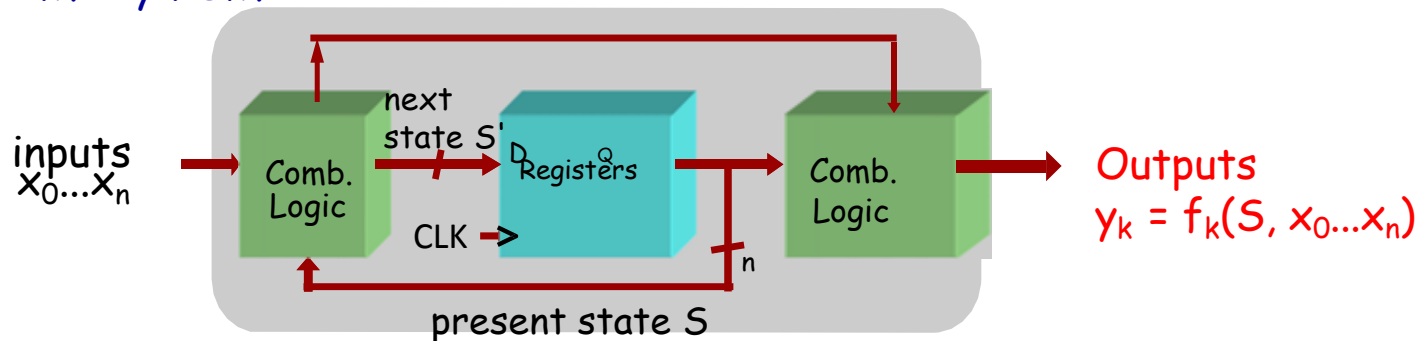 inputs
x₀...xₙ
Comb.
Logic
next
state S'
D
Q
Registers
CLK
n
present state S
Comb.
Logic
Outputs
yₖ = fₖ(S, x₀...xₙ)